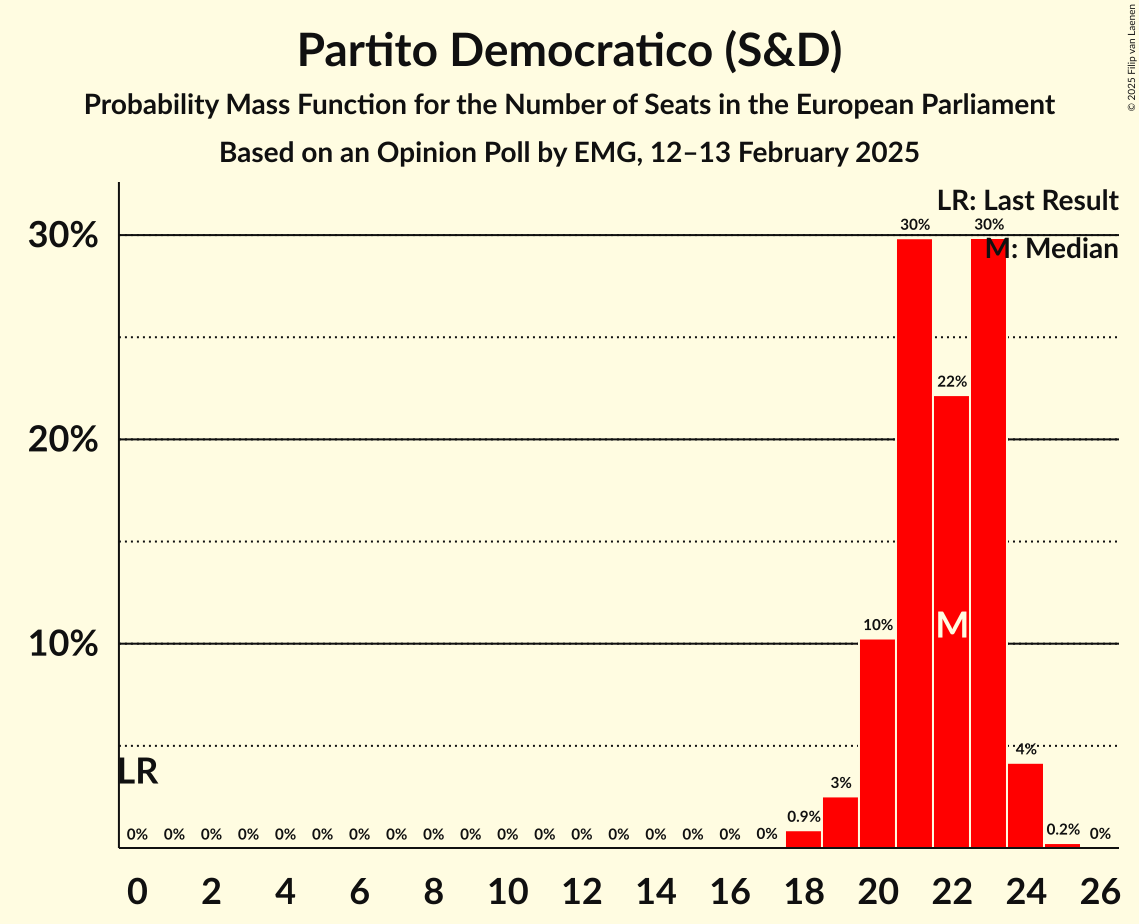 Partito Democratico (S&D)
Probability Mass Function for the Number of Seats in the European Parliament
Based on an Opinion Poll by EMG, 12–13 February 2025
© 2025 Filip van Laenen
LR: Last Result
M: Median
30%
20%
10%
30%
30%
22%
10%
4%
3%
0.9%
0.2%
M
LR
0% 0% 0% 0% 0% 0% 0% 0% 0% 0% 0% 0% 0% 0% 0% 0% 0% 0% 0%
0 2 4 6 8 10 12 14 16 18 20 22 24 26